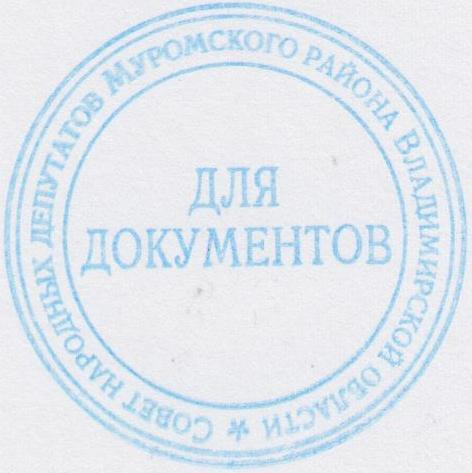 СОВЕТ НАРОДНЫХ ДЕПУТАТОВ МУРОМСКОГО РАЙОНА ВЛАДИМИРСКОЙ ОБЛАСТИ ★
ДЛЯ
ДОКУМЕНТОВ